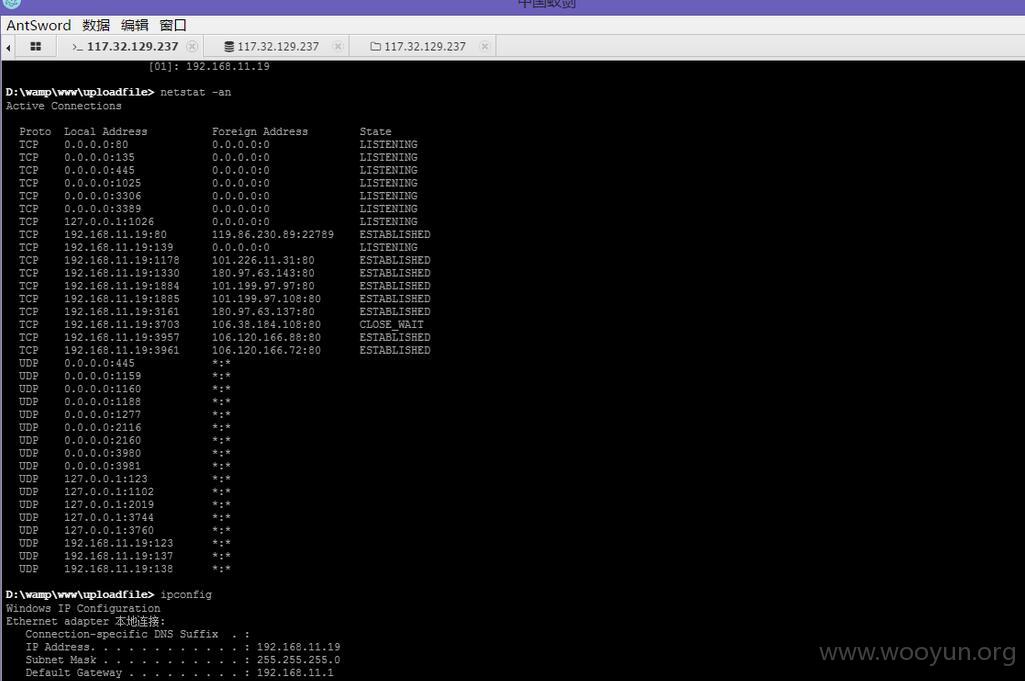 中国蚁剑
AntSword 数据 编辑 窗口
>_ 117.32.129.237 117.32.129.237 117.32.129.237
[01]: 192.168.11.19
D:\wamp\www\uploadfile> netstat -an
Active Connections
Proto Local Address Foreign Address State
TCP 0.0.0.0:80 0.0.0.0:0 LISTENING
TCP 0.0.0.0:135 0.0.0.0:0 LISTENING
TCP 0.0.0.0:445 0.0.0.0:0 LISTENING
TCP 0.0.0.0:1025 0.0.0.0:0 LISTENING
TCP 0.0.0.0:3306 0.0.0.0:0 LISTENING
TCP 0.0.0.0:3389 0.0.0.0:0 LISTENING
TCP 127.0.0.1:1026 0.0.0.0:0 LISTENING
TCP 192.168.11.19:80 119.86.230.89:22789 ESTABLISHED
TCP 192.168.11.19:139 0.0.0.0:0 LISTENING
TCP 192.168.11.19:1178 101.226.11.31:80 ESTABLISHED
TCP 192.168.11.19:1330 180.97.63.143:80 ESTABLISHED
TCP 192.168.11.19:1884 101.199.97.97:80 ESTABLISHED
TCP 192.168.11.19:1885 101.199.97.108:80 ESTABLISHED
TCP 192.168.11.19:3161 180.97.63.137:80 ESTABLISHED
TCP 192.168.11.19:3703 106.38.184.108:80 CLOSE_WAIT
TCP 192.168.11.19:3957 106.120.166.88:80 ESTABLISHED
TCP 192.168.11.19:3961 106.120.166.72:80 ESTABLISHED
UDP 0.0.0.0:445 *:*
UDP 0.0.0.0:1159 *:*
UDP 0.0.0.0:1160 *:*
UDP 0.0.0.0:1188 *:*
UDP 0.0.0.0:1277 *:*
UDP 0.0.0.0:2116 *:*
UDP 0.0.0.0:2160 *:*
UDP 0.0.0.0:3980 *:*
UDP 0.0.0.0:3981 *:*
UDP 127.0.0.1:123 *:*
UDP 127.0.0.1:1102 *:*
UDP 127.0.0.1:2019 *:*
UDP 127.0.0.1:3744 *:*
UDP 127.0.0.1:3760 *:*
UDP 192.168.11.19:123 *:*
UDP 192.168.11.19:137 *:*
UDP 192.168.11.19:138 *:*
D:\wamp\www\uploadfile> ipconfig
Windows IP Configuration
Ethernet adapter 本地连接:
Connection-specific DNS Suffix . :
IP Address. . . . . . . . . . . . : 192.168.11.19
Subnet Mask . . . . . . . . . . . : 255.255.255.0
Default Gateway . . . . . . . . . : 192.168.11.1
www.wooyun.org